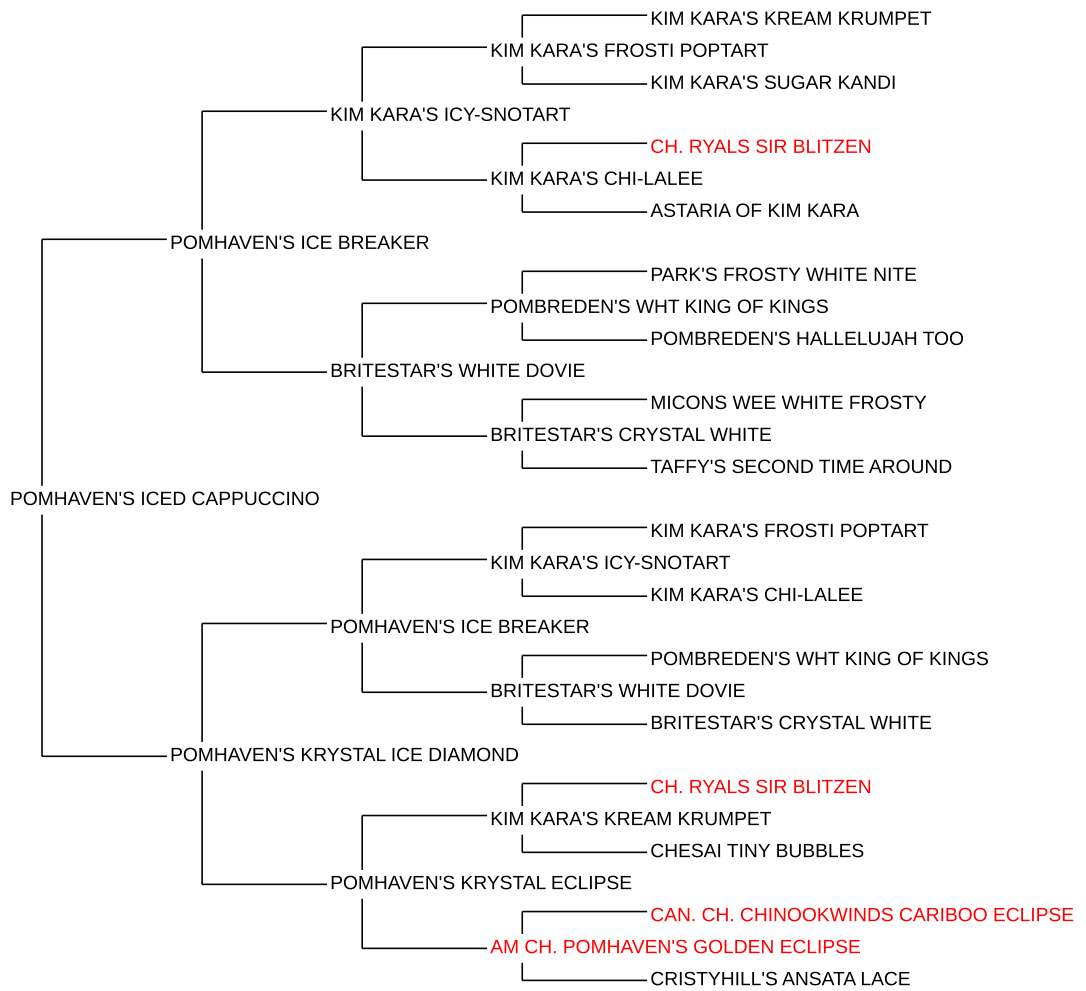 KIM KARA'S KREAM KRUMPET
KIM KARA'S FROSTI POPTART
KIM KARA'S SUGAR KANDI
KIM KARA'S ICY-SNOTART
CH. RYALS SIR BLITZEN
KIM KARA'S CHI-LALEE
ASTARIA OF KIM KARA
POMHAVEN'S ICE BREAKER
PARK'S FROSTY WHITE NITE
POMBREDEN'S WHT KING OF KINGS
POMBREDEN'S HALLELUJAH TOO
BRITESTAR'S WHITE DOVIE
MICONS WEE WHITE FROSTY
BRITESTAR'S CRYSTAL WHITE
TAFFY'S SECOND TIME AROUND
POMHAVEN'S ICED CAPPUCCINO
KIM KARA'S FROSTI POPTART
KIM KARA'S ICY-SNOTART
KIM KARA'S CHI-LALEE
POMHAVEN'S ICE BREAKER
POMBREDEN'S WHT KING OF KINGS
BRITESTAR'S WHITE DOVIE
BRITESTAR'S CRYSTAL WHITE
POMHAVEN'S KRYSTAL ICE DIAMOND
CH. RYALS SIR BLITZEN
KIM KARA'S KREAM KRUMPET
CHESAI TINY BUBBLES
POMHAVEN'S KRYSTAL ECLIPSE
CAN. CH. CHINOOKWINDS CARIBOO ECLIPSE
AM CH. POMHAVEN'S GOLDEN ECLIPSE
CRISTYHILL'S ANSATA LACE